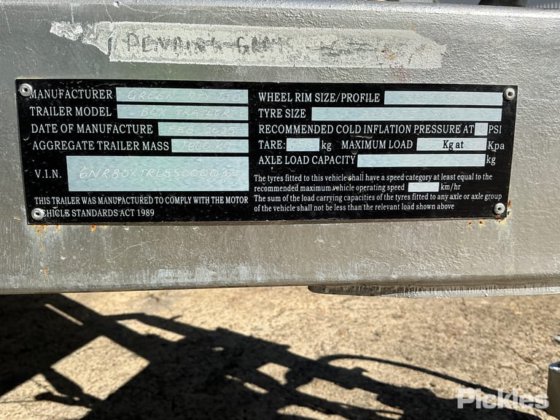 PENDING
MANUFACTURER
TRAILER MODEL
DATE OF MANUFACTURE
AGGREGATE TRAILER MASS
V.I.N.
THIS TRAILER WAS MANUFACTURED TO COMPLY WITH THE MOTOR
VEHICLE STANDARDS ACT 1989
WHEEL RIM SIZE/PROFILE
TYRE SIZE
RECOMMENDED COLD INFLATION PRESSURE AT PSI
TARE: kg MAXIMUM LOAD Kg at Kpa
AXLE LOAD CAPACITY kg
The tyres fitted to this vehicle shall have a speed category at least equal to the
recommended maximum vehicle operating speed km/hr
The sum of the load carrying capacities of the tyres fitted to any axle or axle group
of the vehicle shall not be less than the relevant load shown above
Pickles